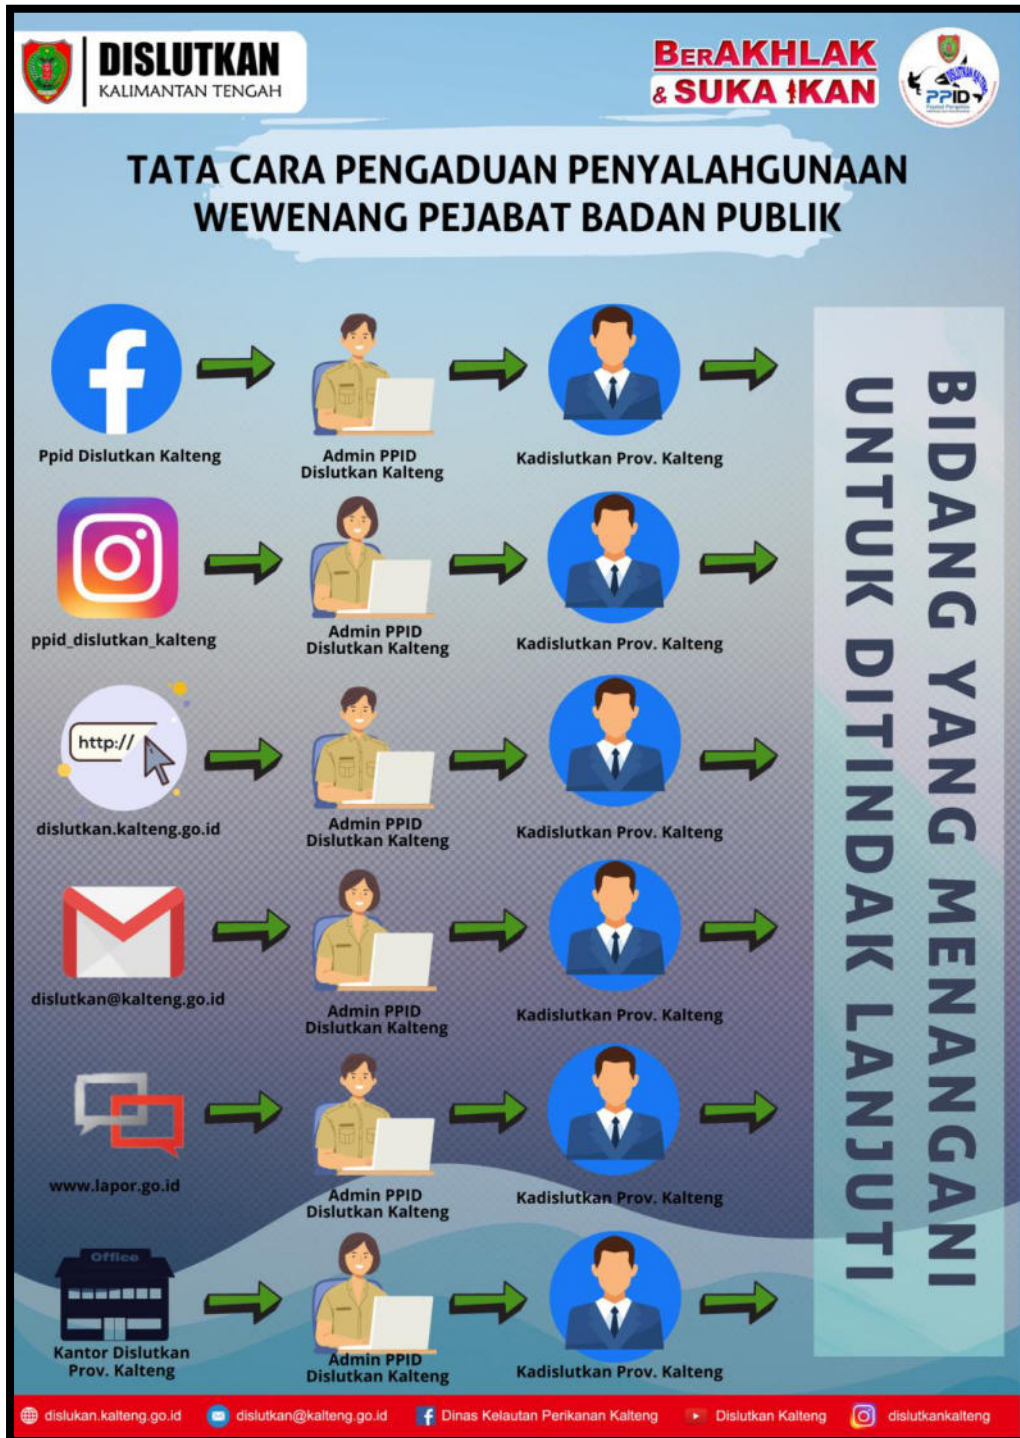 DISLUTKAN
KALIMANTAN TENGAH
BERAKHLAK
& SUKA IKAN
DISLUTKAN KALTENG
PPID
TATA CARA PENGADUAN PENYALAHGUNAAN
WEWENANG PEJABAT BADAN PUBLIK
Ppid Dislutkan Kalteng
Admin PPID
Dislutkan Kalteng
Kadislutkan Prov. Kalteng
ppid_dislutkan_kalteng
Admin PPID
Dislutkan Kalteng
Kadislutkan Prov. Kalteng
http://
dislutkan.kalteng.go.id
Admin PPID
Dislutkan Kalteng
Kadislutkan Prov. Kalteng
dislutkan@kalteng.go.id
Admin PPID
Dislutkan Kalteng
Kadislutkan Prov. Kalteng
www.lapor.go.id
Admin PPID
Dislutkan Kalteng
Kadislutkan Prov. Kalteng
Office
Kantor Dislutkan
Prov. Kalteng
Admin PPID
Dislutkan Kalteng
Kadislutkan Prov. Kalteng
BIDANG YANG MENANGANI
UNTUK DITINDAK LANJUTI
dislukan.kalteng.go.id
dislutkan@kalteng.go.id
Dinas Kelautan Perikanan Kalteng
Dislutkan Kalteng
dislutkankalteng